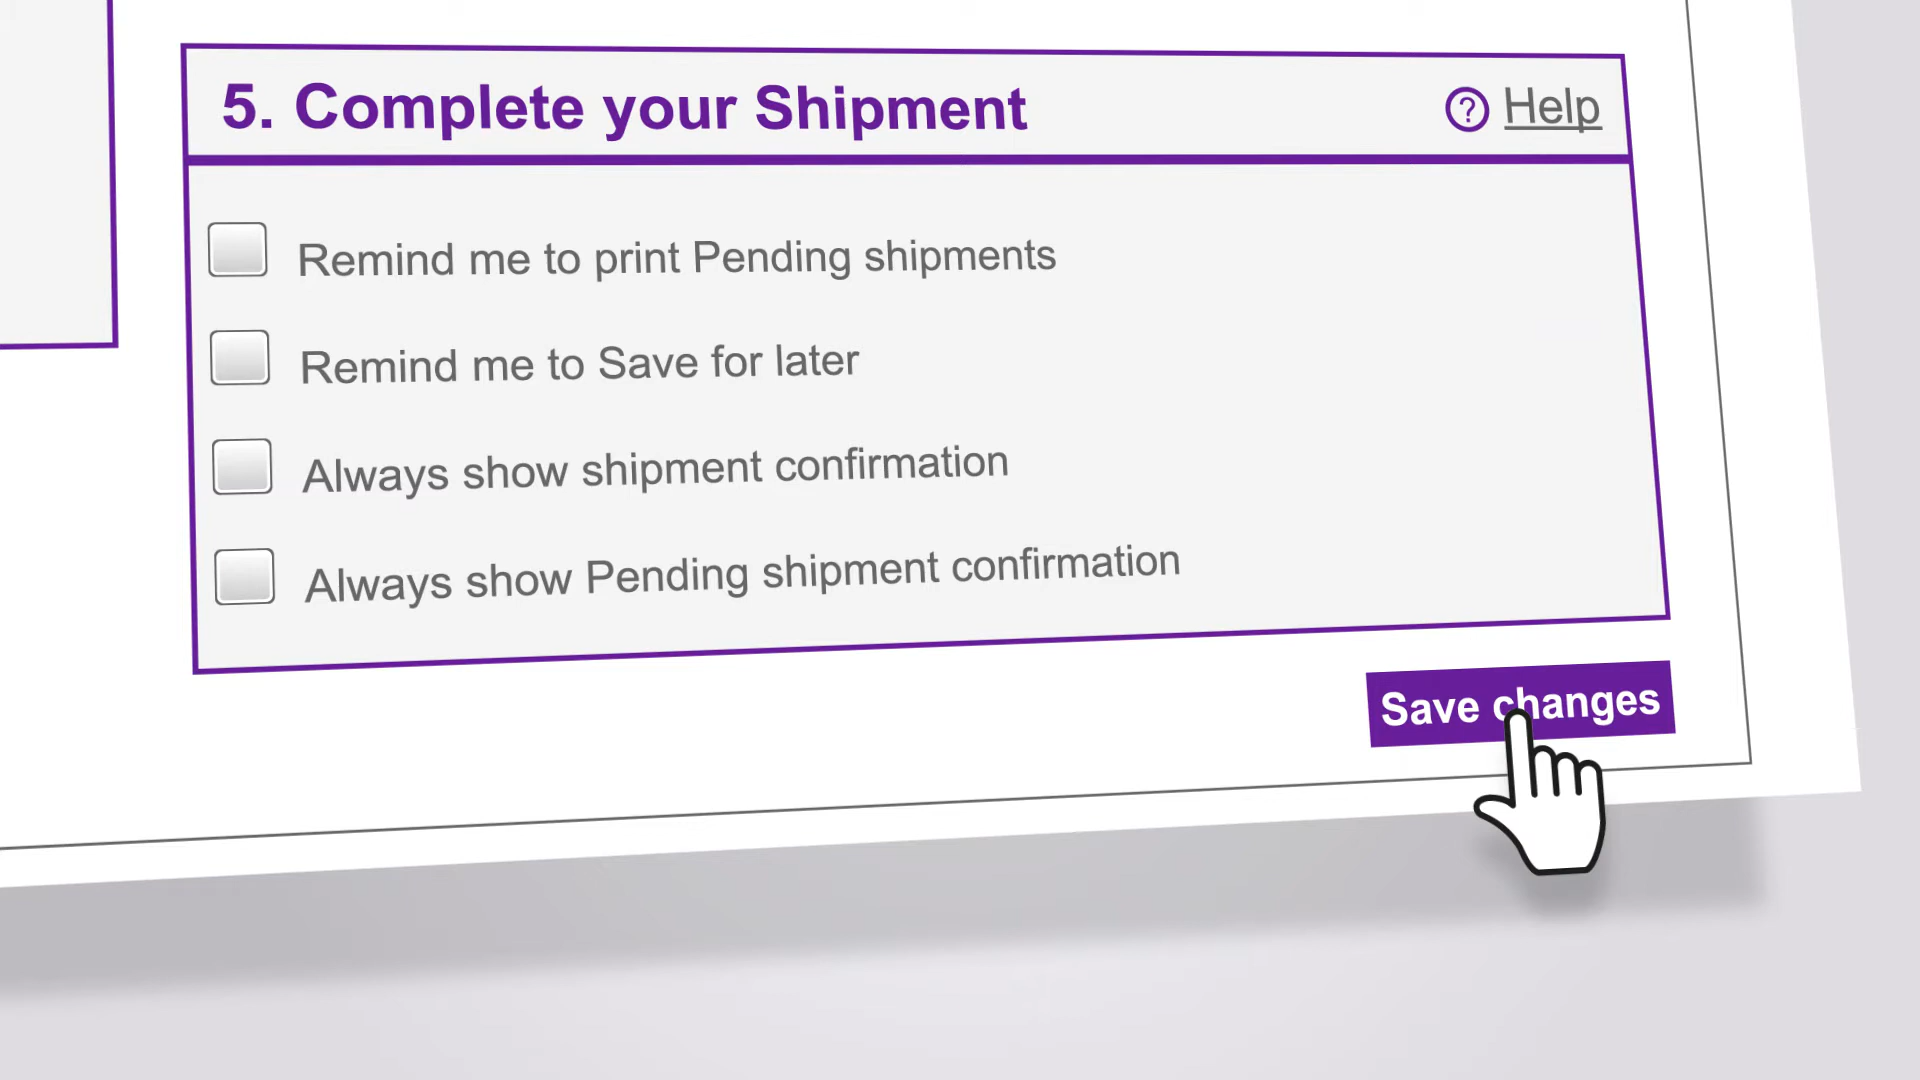 5. Complete your Shipment
? Help
Remind me to print Pending shipments
Remind me to Save for later
Always show shipment confirmation
Always show Pending shipment confirmation
Save changes